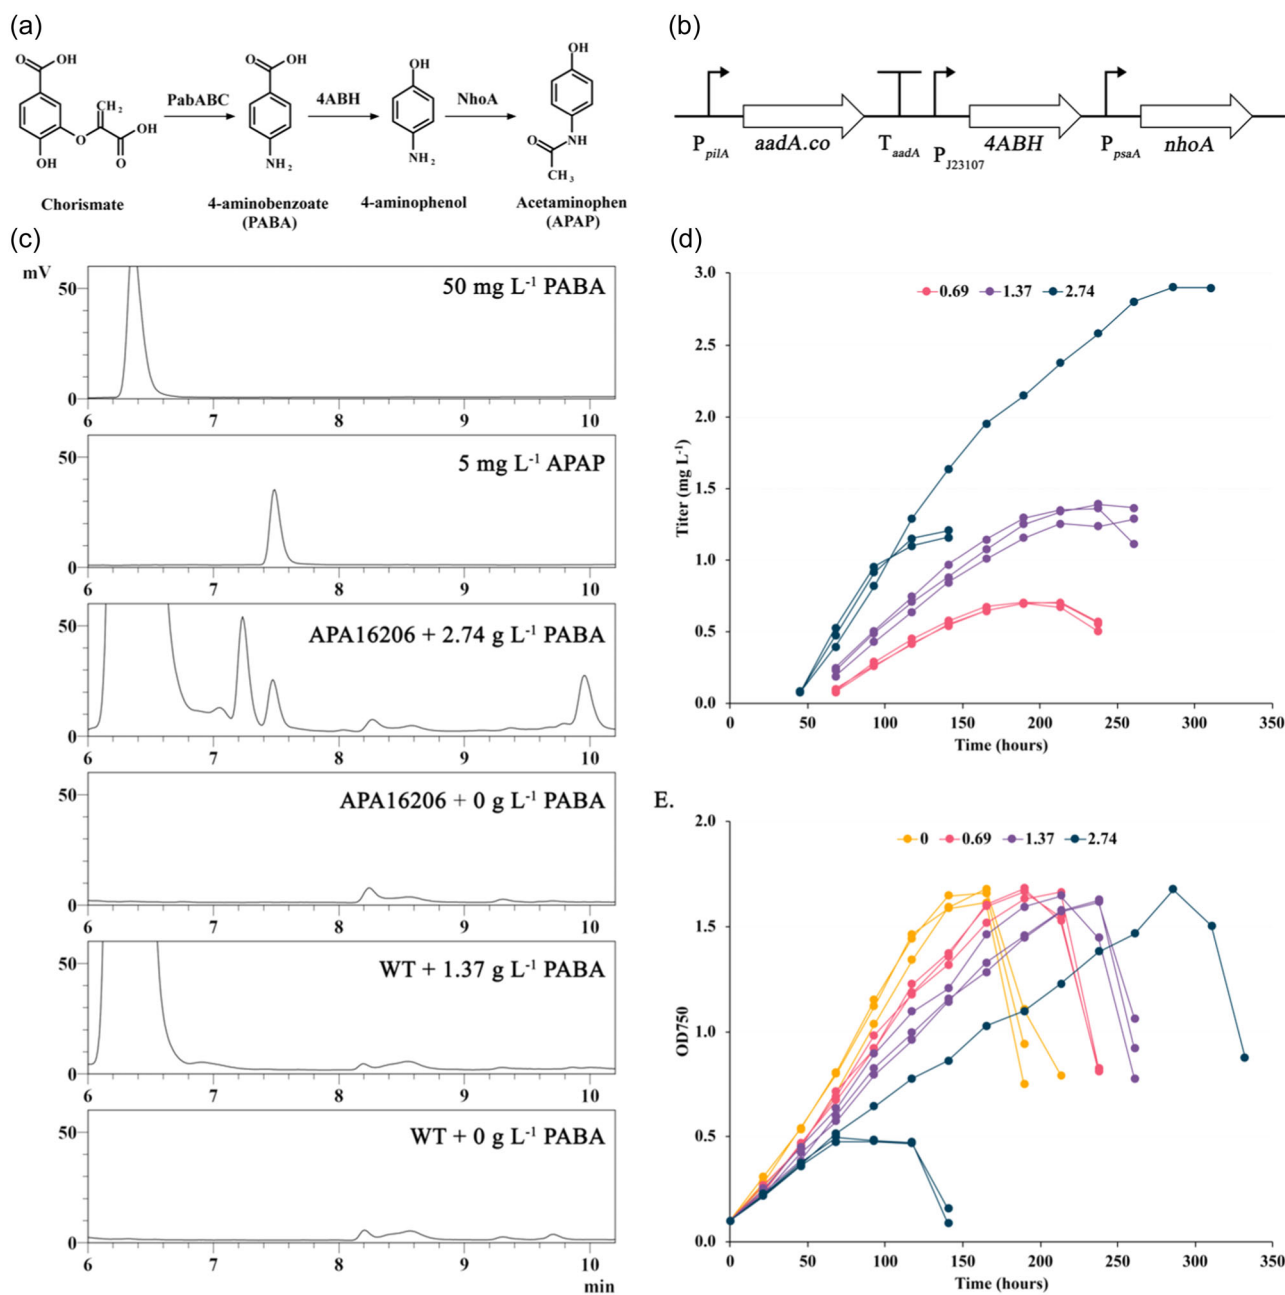 (a)
PabABC
4ABH
NhoA
O
OH
CH2
O
OH
O
OH
O
OH
NH2
OH
NH2
OH
O
NH
CH3
Chorismate
4-aminobenzoate
(PABA)
4-aminophenol
Acetaminophen
(APAP)
(b)
PpilA
aadA.co
TaadA
PJ23107
4ABH
PpsaA
nhoA
(c)
mV
50 mg L-1 PABA
50
0
6 7 8 9 10
5 mg L-1 APAP
50
0
6 7 8 9 10
APA16206 + 2.74 g L-1 PABA
50
0
6 7 8 9 10
APA16206 + 0 g L-1 PABA
50
0
6 7 8 9 10
WT + 1.37 g L-1 PABA
50
0
6 7 8 9 10
WT + 0 g L-1 PABA
50
0
6 7 8 9 10
min
(d)
0.69 1.37 2.74
Titer (mg L-1)
3.0
2.5
2.0
1.5
1.0
0.5
0.0
0 50 100 150 200 250 300 350
Time (hours)
E.
0 0.69 1.37 2.74
OD750
2.0
1.5
1.0
0.5
0.0
0 50 100 150 200 250 300 350
Time (hours)